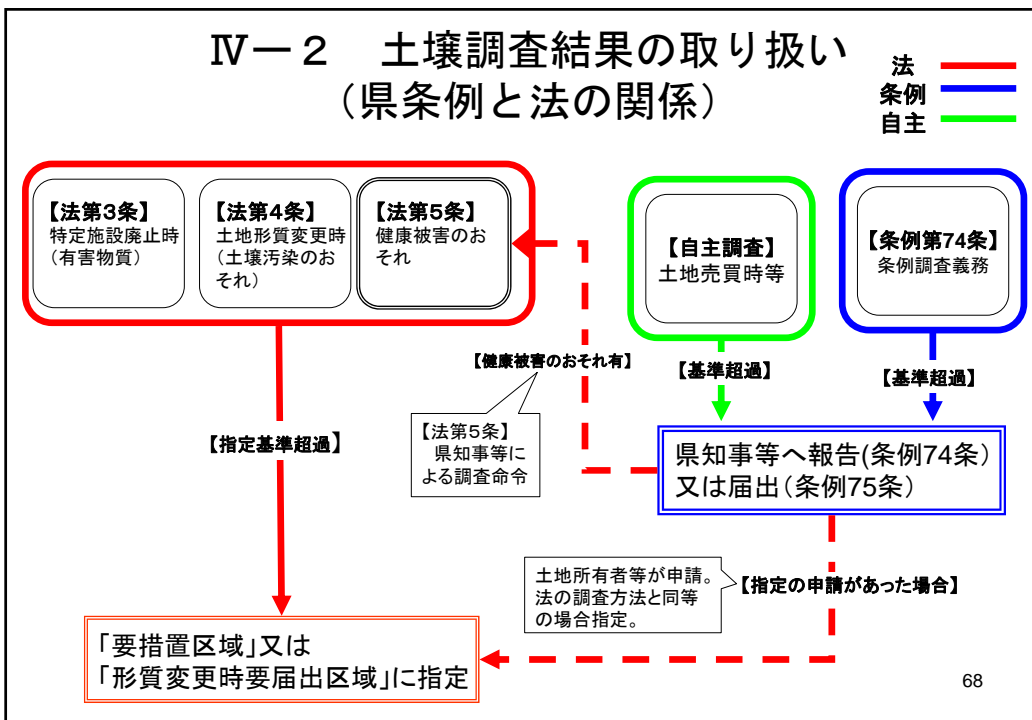 Ⅳ－２　土壌調査結果の取り扱い
（県条例と法の関係）
法
条例
自主
【法第３条】
特定施設廃止時
（有害物質）
【法第４条】
土地形質変更時
（土壌汚染のお
それ）
【法第５条】
健康被害のお
それ
【自主調査】
土地売買時等
【条例第74条】
条例調査義務
【健康被害のおそれ有】
【基準超過】
【基準超過】
【法第５条】
県知事等に
よる調査命令
【指定基準超過】
県知事等へ報告(条例74条）
又は届出（条例75条）
土地所有者等が申請。
法の調査方法と同等
の場合指定。
【指定の申請があった場合】
「要措置区域」又は
「形質変更時要届出区域」に指定
68